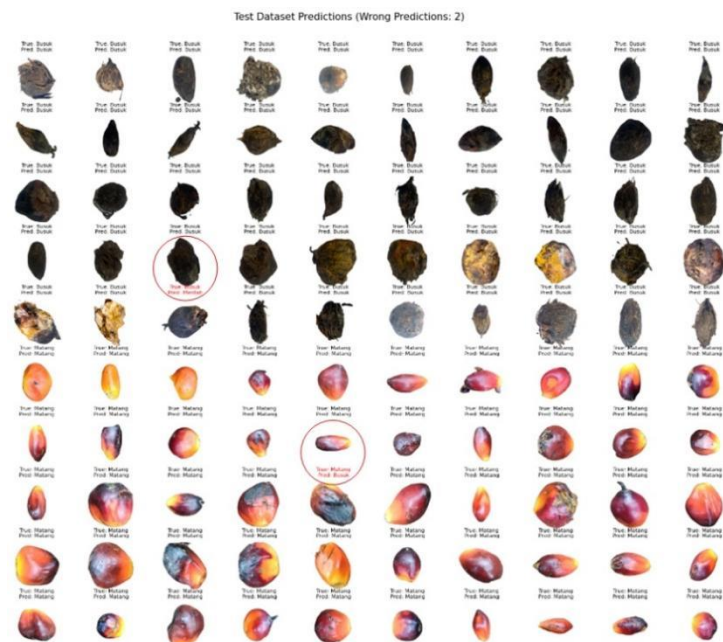 Test Dataset Predictions (Wrong Predictions: 2)
True: Busuk True: Busuk True: Busuk True: Busuk True: Busuk True: Busuk True: Busuk True: Busuk True: Busuk True: Busuk
Pred: Busuk Pred: Busuk Pred: Busuk Pred: Busuk Pred: Busuk Pred: Busuk Pred: Busuk Pred: Busuk Pred: Busuk Pred: Busuk
True: Busuk True: Busuk True: Busuk True: Busuk True: Busuk True: Busuk True: Busuk True: Busuk True: Busuk True: Busuk
Pred: Busuk Pred: Busuk Pred: Busuk Pred: Busuk Pred: Busuk Pred: Busuk Pred: Busuk Pred: Busuk Pred: Busuk Pred: Busuk
True: Busuk True: Busuk True: Busuk True: Busuk True: Busuk True: Busuk True: Busuk True: Busuk True: Busuk True: Busuk
Pred: Busuk Pred: Busuk Pred: Busuk Pred: Busuk Pred: Busuk Pred: Busuk Pred: Busuk Pred: Busuk Pred: Busuk Pred: Busuk
True: Busuk True: Busuk True: Busuk True: Busuk True: Busuk True: Busuk True: Busuk True: Busuk True: Busuk True: Busuk
Pred: Busuk Pred: Busuk Pred: Busuk Pred: Busuk Pred: Busuk Pred: Busuk Pred: Busuk Pred: Busuk Pred: Busuk Pred: Busuk
True: Busuk True: Busuk True: Busuk True: Busuk True: Busuk True: Busuk True: Busuk True: Busuk True: Busuk True: Busuk
Pred: Busuk Pred: Busuk Pred: Pred: Busuk Pred: Busuk Pred: Busuk Pred: Busuk Pred: Busuk Pred: Busuk Pred: Busuk
True: Matang True: Matang True: Matang True: Matang True: Matang True: Matang True: Matang True: Matang True: Matang True: Matang
Pred: Matang Pred: Matang Pred: Matang Pred: Matang Pred: Matang Pred: Matang Pred: Matang Pred: Matang Pred: Matang Pred: Matang
True: Matang True: Matang True: Matang True: Matang True: Matang True: Matang True: Matang True: Matang True: Matang True: Matang
Pred: Matang Pred: Matang Pred: Matang Pred: Matang Pred: Matang Pred: Matang Pred: Matang Pred: Matang Pred: Matang Pred: Matang
True: Matang True: Matang True: Matang True: Matang True: Matang True: Matang True: Matang True: Matang True: Matang True: Matang
Pred: Matang Pred: Matang Pred: Matang Pred: Matang Pred: Busuk Pred: Matang Pred: Matang Pred: Matang Pred: Matang Pred: Matang
True: Matang True: Matang True: Matang True: Matang True: Matang True: Matang True: Matang True: Matang True: Matang True: Matang
Pred: Matang Pred: Matang Pred: Matang Pred: Matang Pred: Matang Pred: Matang Pred: Matang Pred: Matang Pred: Matang Pred: Matang
True: Matang True: Matang True: Matang True: Matang True: Matang True: Matang True: Matang True: Matang True: Matang True: Matang
Pred: Matang Pred: Matang Pred: Matang Pred: Matang Pred: Matang Pred: Matang Pred: Matang Pred: Matang Pred: Matang Pred: Matang